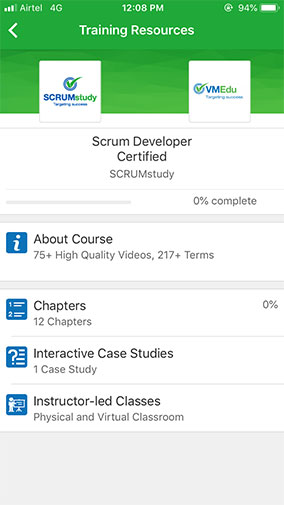 Airtel 4G 12:08 PM 94%
Training Resources
SCRUMstudy
Targeting success
VMEdu
Targeting success
Scrum Developer
Certified
SCRUMstudy
0% complete
About Course
75+ High Quality Videos, 217+ Terms
Chapters 0%
12 Chapters
Interactive Case Studies
1 Case Study
Instructor-led Classes
Physical and Virtual Classroom